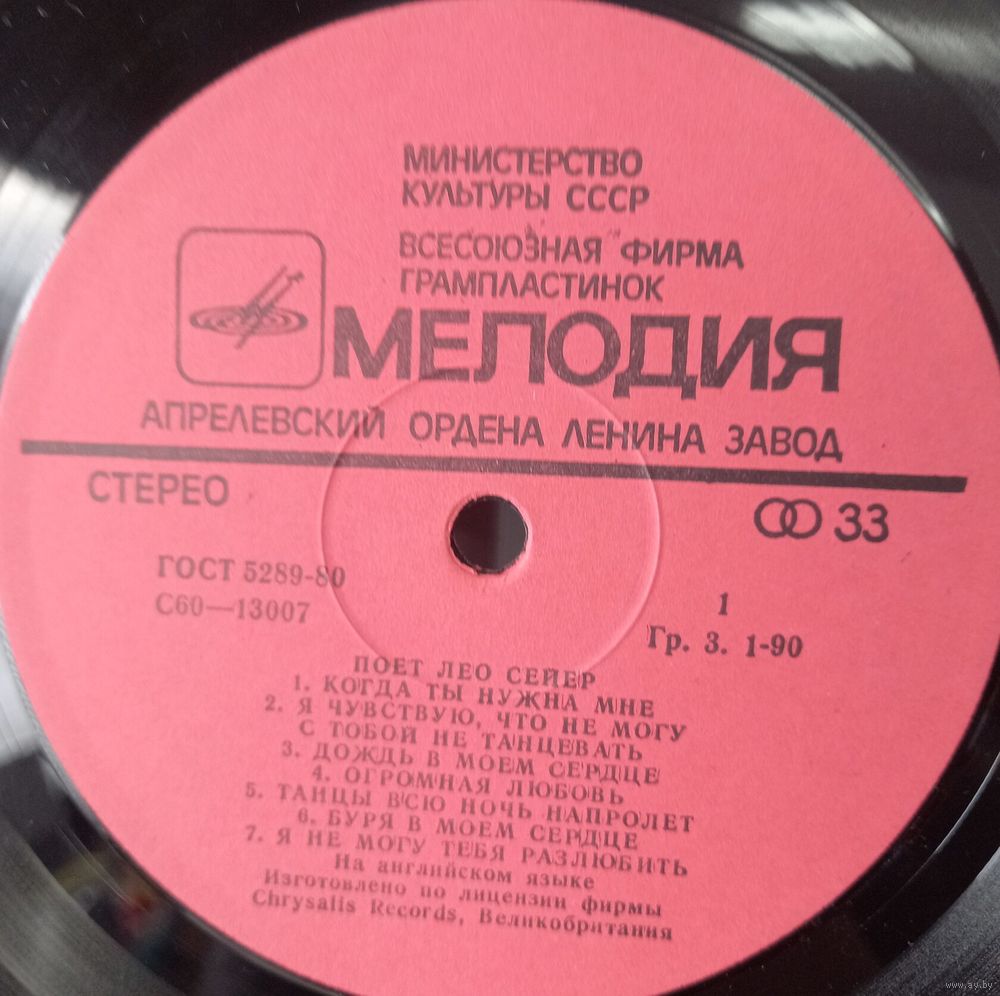 МИНИСТЕРСТВО
КУЛЬТУРЫ СССР
ВСЕСОЮЗНАЯ ФИРМА
ГРАМПЛАСТИНОК
МЕЛОДИЯ
АПРЕЛЕВСКИЙ ОРДЕНА ЛЕНИНА ЗАВОД
СТЕРЕО
33
ГОСТ 5289-80
С60—13007
1
Гр. 3. 1-90
ПОЕТ ЛЕО СЕЙЕР
1. КОГДА ТЫ НУЖНА МНЕ
2. Я ЧУВСТВУЮ, ЧТО НЕ МОГУ
С ТОБОЙ НЕ ТАНЦЕВАТЬ
3. ДОЖДЬ В МОЕМ СЕРДЦЕ
4. ОГРОМНАЯ ЛЮБОВЬ
5. ТАНЦЫ ВСЮ НОЧЬ НАПРОЛЕТ
6. БУРЯ В МОЕМ СЕРДЦЕ
7. Я НЕ МОГУ ТЕБЯ РАЗЛЮБИТЬ
На английском языке
Изготовлено по лицензии фирмы
Chrysalis Records, Великобритания
www.ay.by